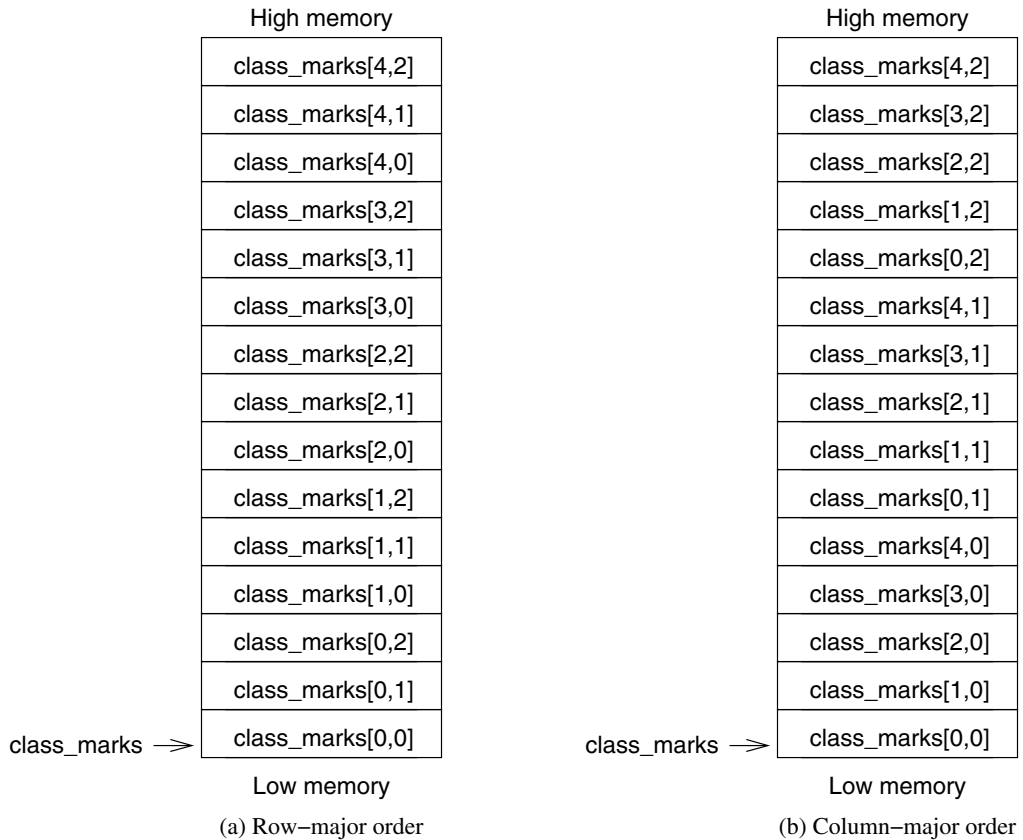 High memory
class_marks[4,2]
class_marks[4,1]
class_marks[4,0]
class_marks[3,2]
class_marks[3,1]
class_marks[3,0]
class_marks[2,2]
class_marks[2,1]
class_marks[2,0]
class_marks[1,2]
class_marks[1,1]
class_marks[1,0]
class_marks[0,2]
class_marks[0,1]
class_marks
class_marks[0,0]
Low memory
(a) Row−major order
High memory
class_marks[4,2]
class_marks[3,2]
class_marks[2,2]
class_marks[1,2]
class_marks[0,2]
class_marks[4,1]
class_marks[3,1]
class_marks[2,1]
class_marks[1,1]
class_marks[0,1]
class_marks[4,0]
class_marks[3,0]
class_marks[2,0]
class_marks[1,0]
class_marks
class_marks[0,0]
Low memory
(b) Column−major order